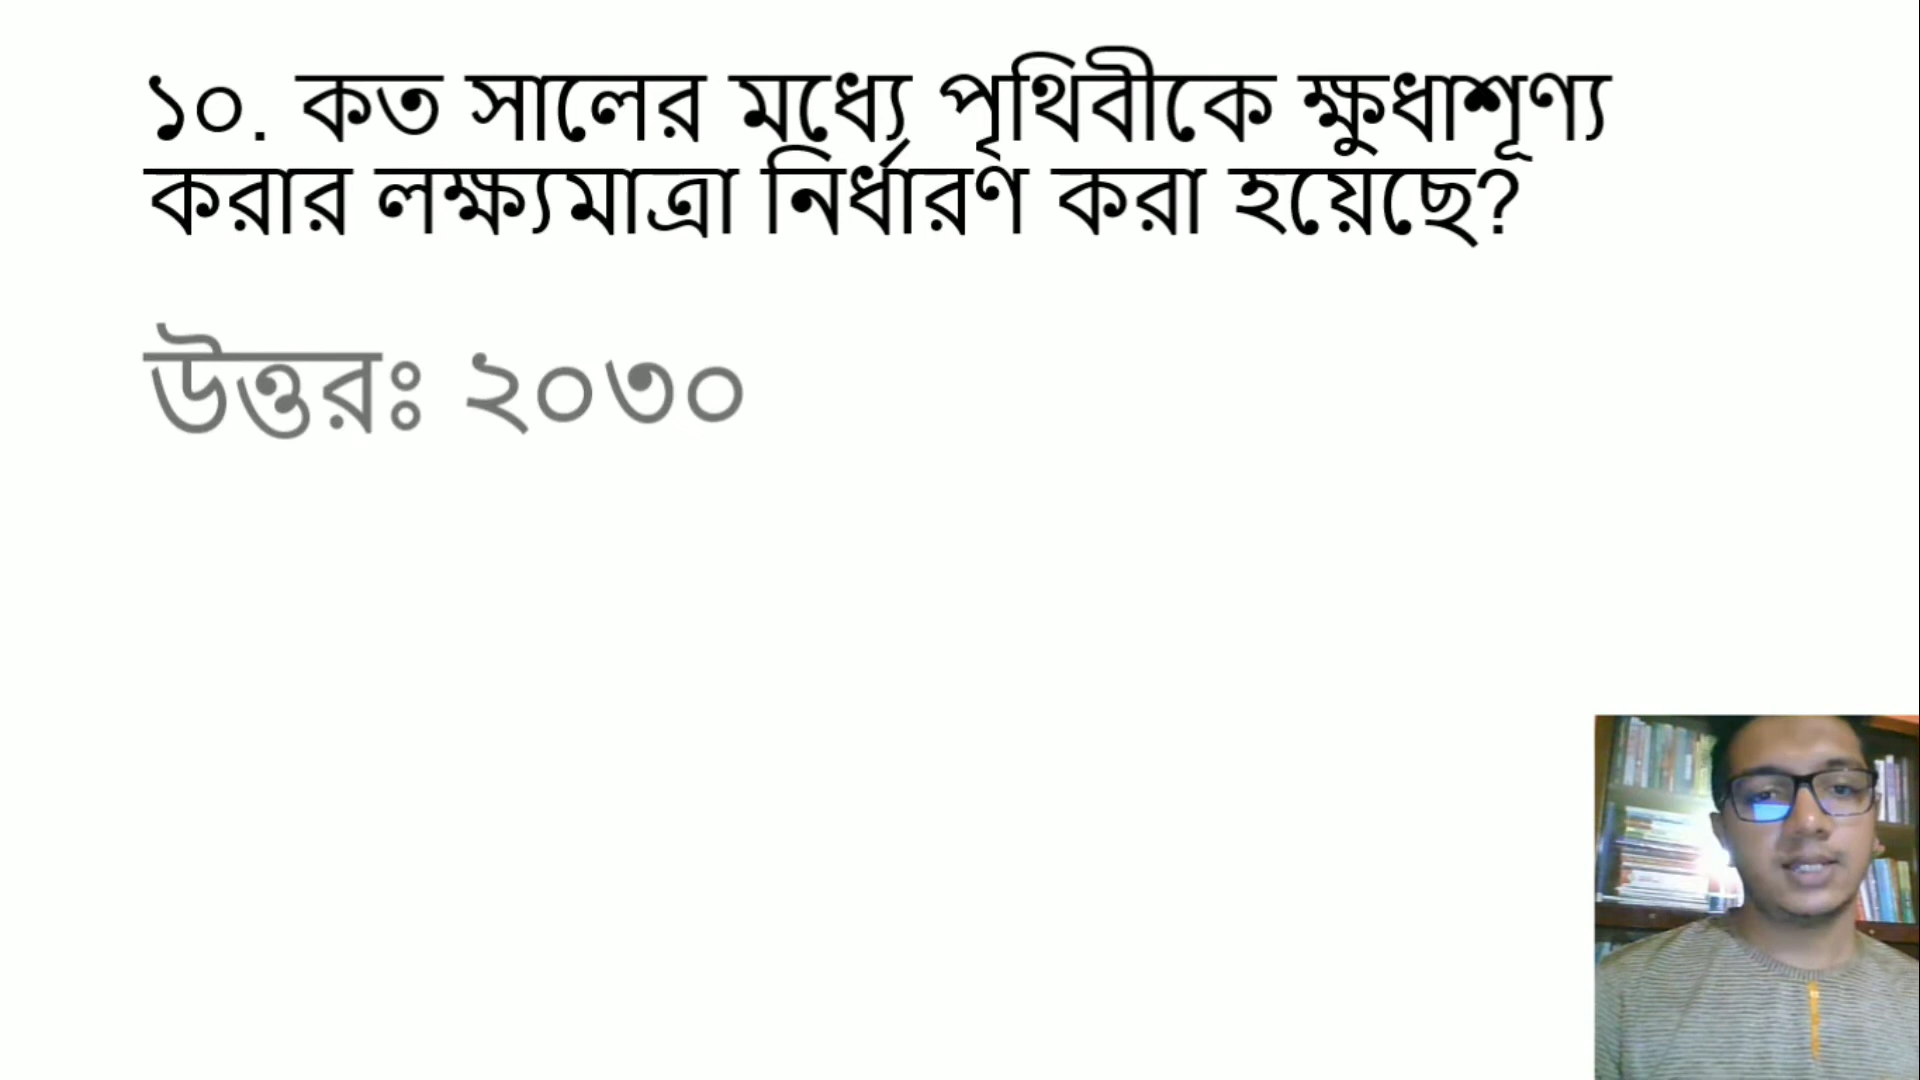 ১০. কত সালের মধ্যে পৃথিবীকে ক্ষুধাশূণ্য
করার লক্ষ্যমাত্রা নির্ধারণ করা হয়েছে?
উত্তরঃ ২০৩০